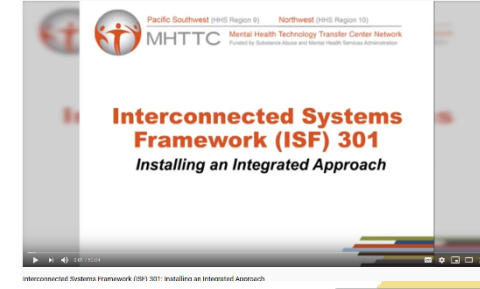 Pacific Southwest (HHS Region 9) Northwest (HHS Region 10)
MHTTC Mental Health Technology Transfer Center Network
Funded by Substance Abuse and Mental Health Services Administration
Interconnected Systems
Framework (ISF) 301
Installing an Integrated Approach
Interconnected Systems Framework (ISF) 301: Installing an Integrated Approach